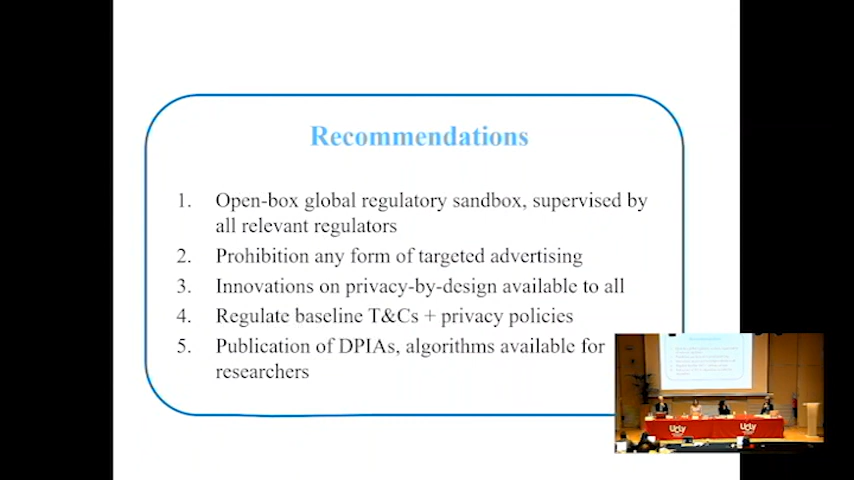 Recommendations
1. Open-box global regulatory sandbox, supervised by
all relevant regulators
2. Prohibition any form of targeted advertising
3. Innovations on privacy-by-design available to all
4. Regulate baseline T&Cs + privacy policies
5. Publication of DPIAs, algorithms available for
researchers